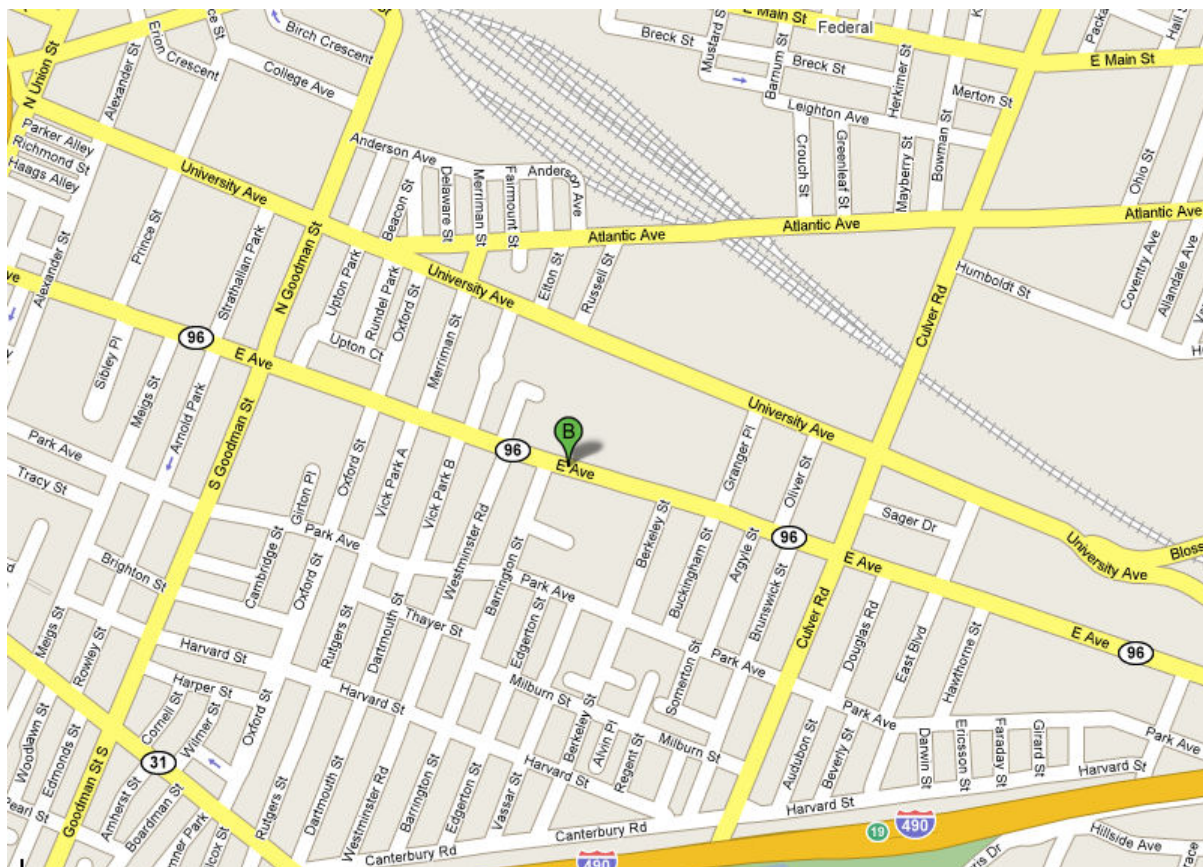 E Main St
Federal
Breck St
Mustard St
Barnum St
Breck St
Herkimer St
E Main St
Hall St
Birch Crescent
Erion Crescent
College Ave
N Union St
Alexander St
Leighton Ave
Merton St
Crouch St
Greenleaf St
Mayberry St
Bowman St
Ohio St
Parker Alley
Richmond St
Haags Alley
University Ave
Anderson Ave
Anderson Ave
Beacon St
Delaware St
Merriman St
Fairmount St
Atlantic Ave
Atlantic Ave
Atlantic Ave
Prince St
Strathallan Park
N Goodman St
Upton Park
Rundel Park
Oxford St
University Ave
Elton St
Russell St
Culver Rd
Humboldt St
Coventry Ave
Allandale Ave
Alexander St
96
E Ave
Upton Ct
Merriman St
Sibley Pl
Meigs St
Arnold Park
S Goodman St
B
96
E Ave
University Ave
Granger Pl
Oliver St
Park Ave
Tracy St
Girton Pl
Oxford St
Vick Park A
Vick Park B
Westminster Rd
Berkeley St
Buckingham St
Argyle St
96
Sager Dr
E Ave
University Ave
Park Ave
Brighton St
Cambridge St
Oxford St
Barrington St
Park Ave
Brunswick St
Culver Rd
Douglas Rd
East Blvd
Hawthorne St
E Ave
96
Meigs St
Rowley St
Harvard St
Rutgers St
Dartmouth St
Thayer St
Edgerton St
Somerton St
Park Ave
Harper St
Cornell St
Wilmer St
Oxford St
Harvard St
Milburn St
Berkeley St
Alvin Pl
Regent St
Milburn St
Park Ave
Park Ave
Woodlawn St
Edmonds St
Goodman St S
31
Audubon St
Beverly St
Darwin St
Ericsson St
Faraday St
Girard St
Harvard St
Pearl St
Amherst St
Boardman St
Rutgers St
Dartmouth St
Westminster Rd
Barrington St
Edgerton St
Vassar St
Harvard St
Harvard St
Canterbury Rd
Canterbury Rd
490
19
490
Hillside Ave